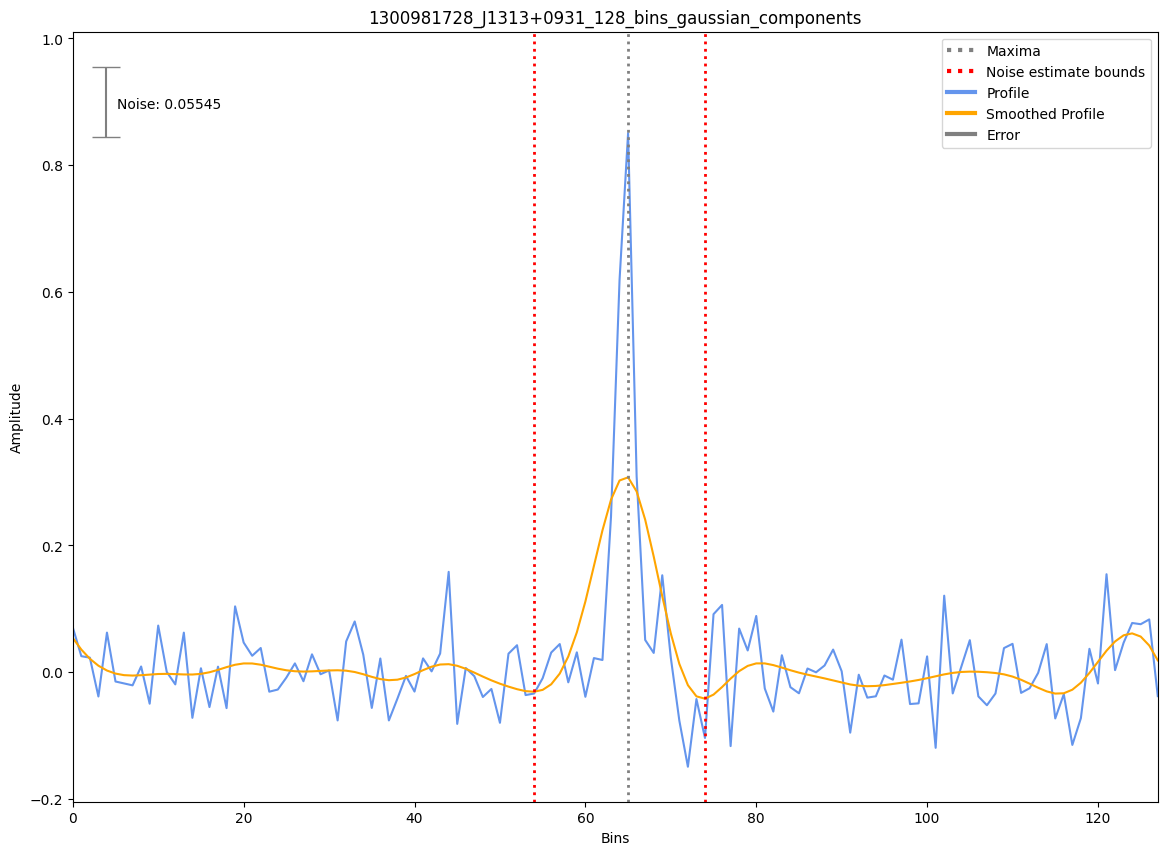 1300981728_J1313+0931_128_bins_gaussian_components
1.0
0.8
0.6
0.4
0.2
0.0
−0.2
Amplitude
Noise: 0.05545
Maxima
Noise estimate bounds
Profile
Smoothed Profile
Error
0
20
40
60
80
100
120
Bins